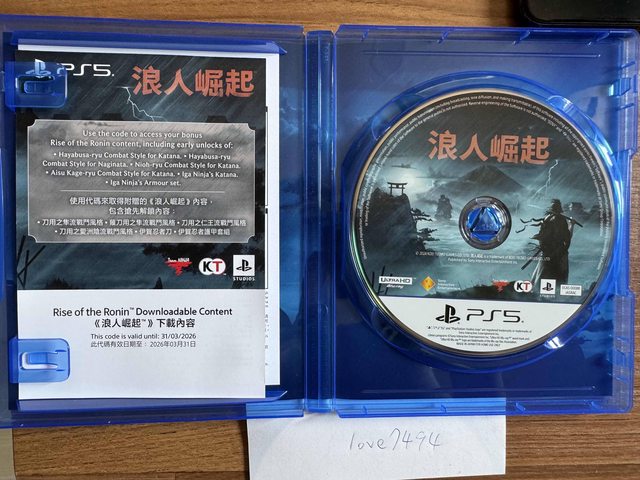 PS5
浪人崛起
Use the code to access your bonus
Rise of the Ronin content, including early unlocks of:
• Hayabusa-ryu Combat Style for Katana. • Hayabusa-ryu
Combat Style for Naginata. • Nioh-ryu Combat Style for Katana.
• Aisu Kage-ryu Combat Style for Katana. • Iga Ninja's Katana.
• Iga Ninja's Armour set.
使用代碼來取得附贈的《浪人崛起》內容，
包含搶先解鎖內容：
• 刀用之隼流戰鬥風格 • 薙刀用之隼流戰鬥風格 • 刀用之仁王流戰鬥風格
• 刀用之愛洲陰流戰鬥風格 • 伊賀忍者刀 • 伊賀忍者護甲套組
Team NINJA
KT
PlayStation
STUDIOS
Rise of the Ronin™ Downloadable Content
《浪人崛起™》下載內容
This code is valid until: 31/03/2026
此代碼有效日期至： 2026年03月31日
浪人崛起
ULTRA HD
Blu-ray
SONY
KT
STUDIOS
PS5
love7494